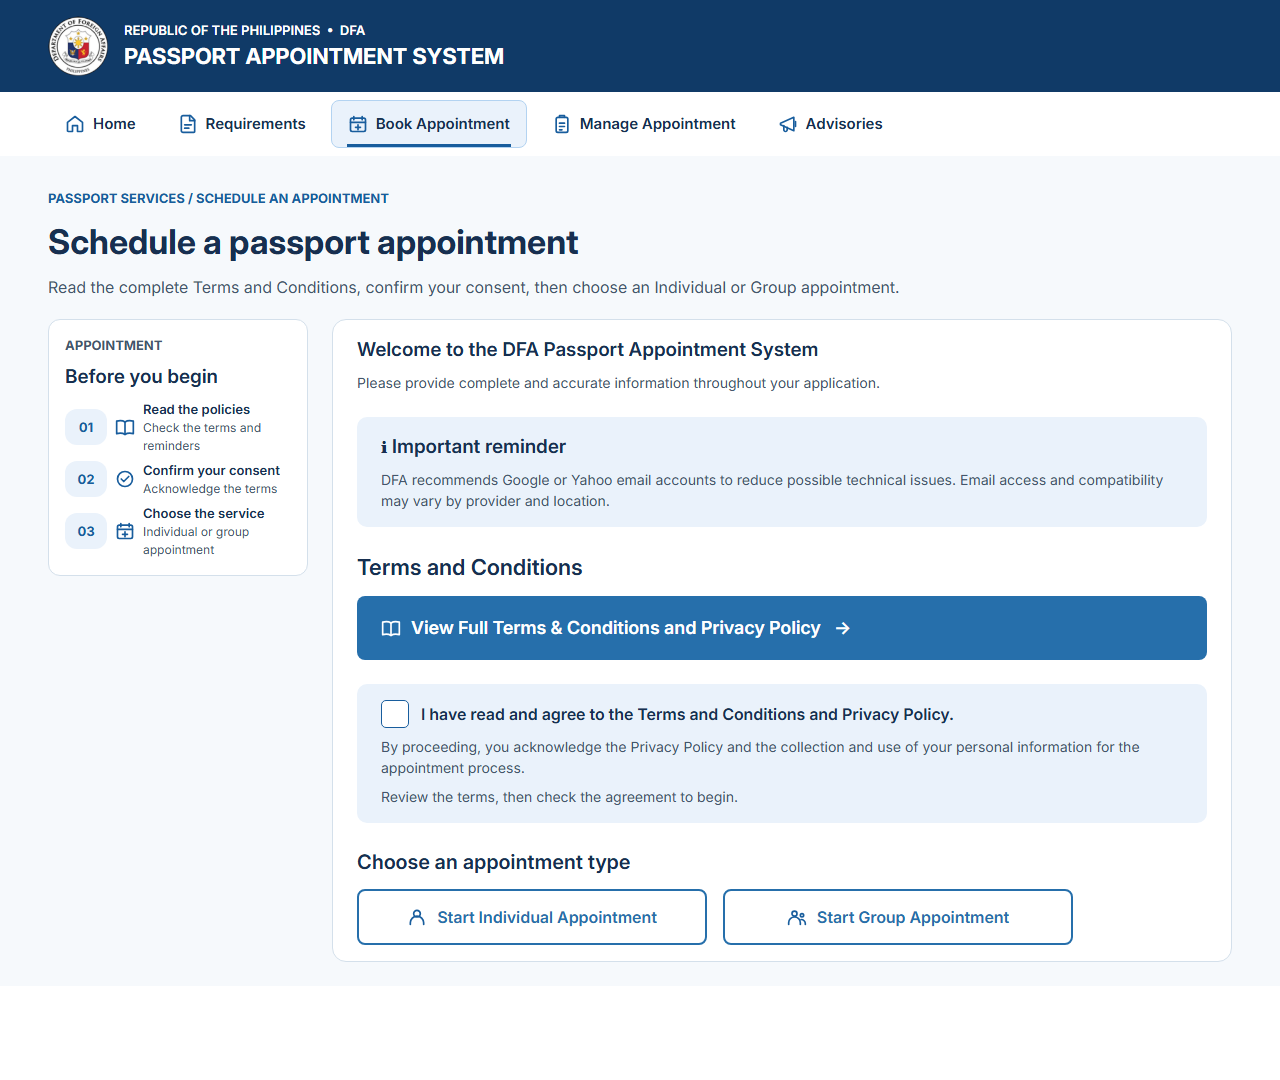 DEPARTMENT OF FOREIGN AFFAIRS
PHILIPPINES
REPUBLIC OF THE PHILIPPINES • DFA
PASSPORT APPOINTMENT SYSTEM
Home
Requirements
Book Appointment
Manage Appointment
Advisories
PASSPORT SERVICES / SCHEDULE AN APPOINTMENT
Schedule a passport appointment
Read the complete Terms and Conditions, confirm your consent, then choose an Individual or Group appointment.
APPOINTMENT
Before you begin
01
Read the policies
Check the terms and
reminders
02
Confirm your consent
Acknowledge the terms
03
Choose the service
Individual or group
appointment
Welcome to the DFA Passport Appointment System
Please provide complete and accurate information throughout your application.
ℹ Important reminder
DFA recommends Google or Yahoo email accounts to reduce possible technical issues. Email access and compatibility
may vary by provider and location.
Terms and Conditions
View Full Terms & Conditions and Privacy Policy →
I have read and agree to the Terms and Conditions and Privacy Policy.
By proceeding, you acknowledge the Privacy Policy and the collection and use of your personal information for the
appointment process.
Review the terms, then check the agreement to begin.
Choose an appointment type
Start Individual Appointment
Start Group Appointment